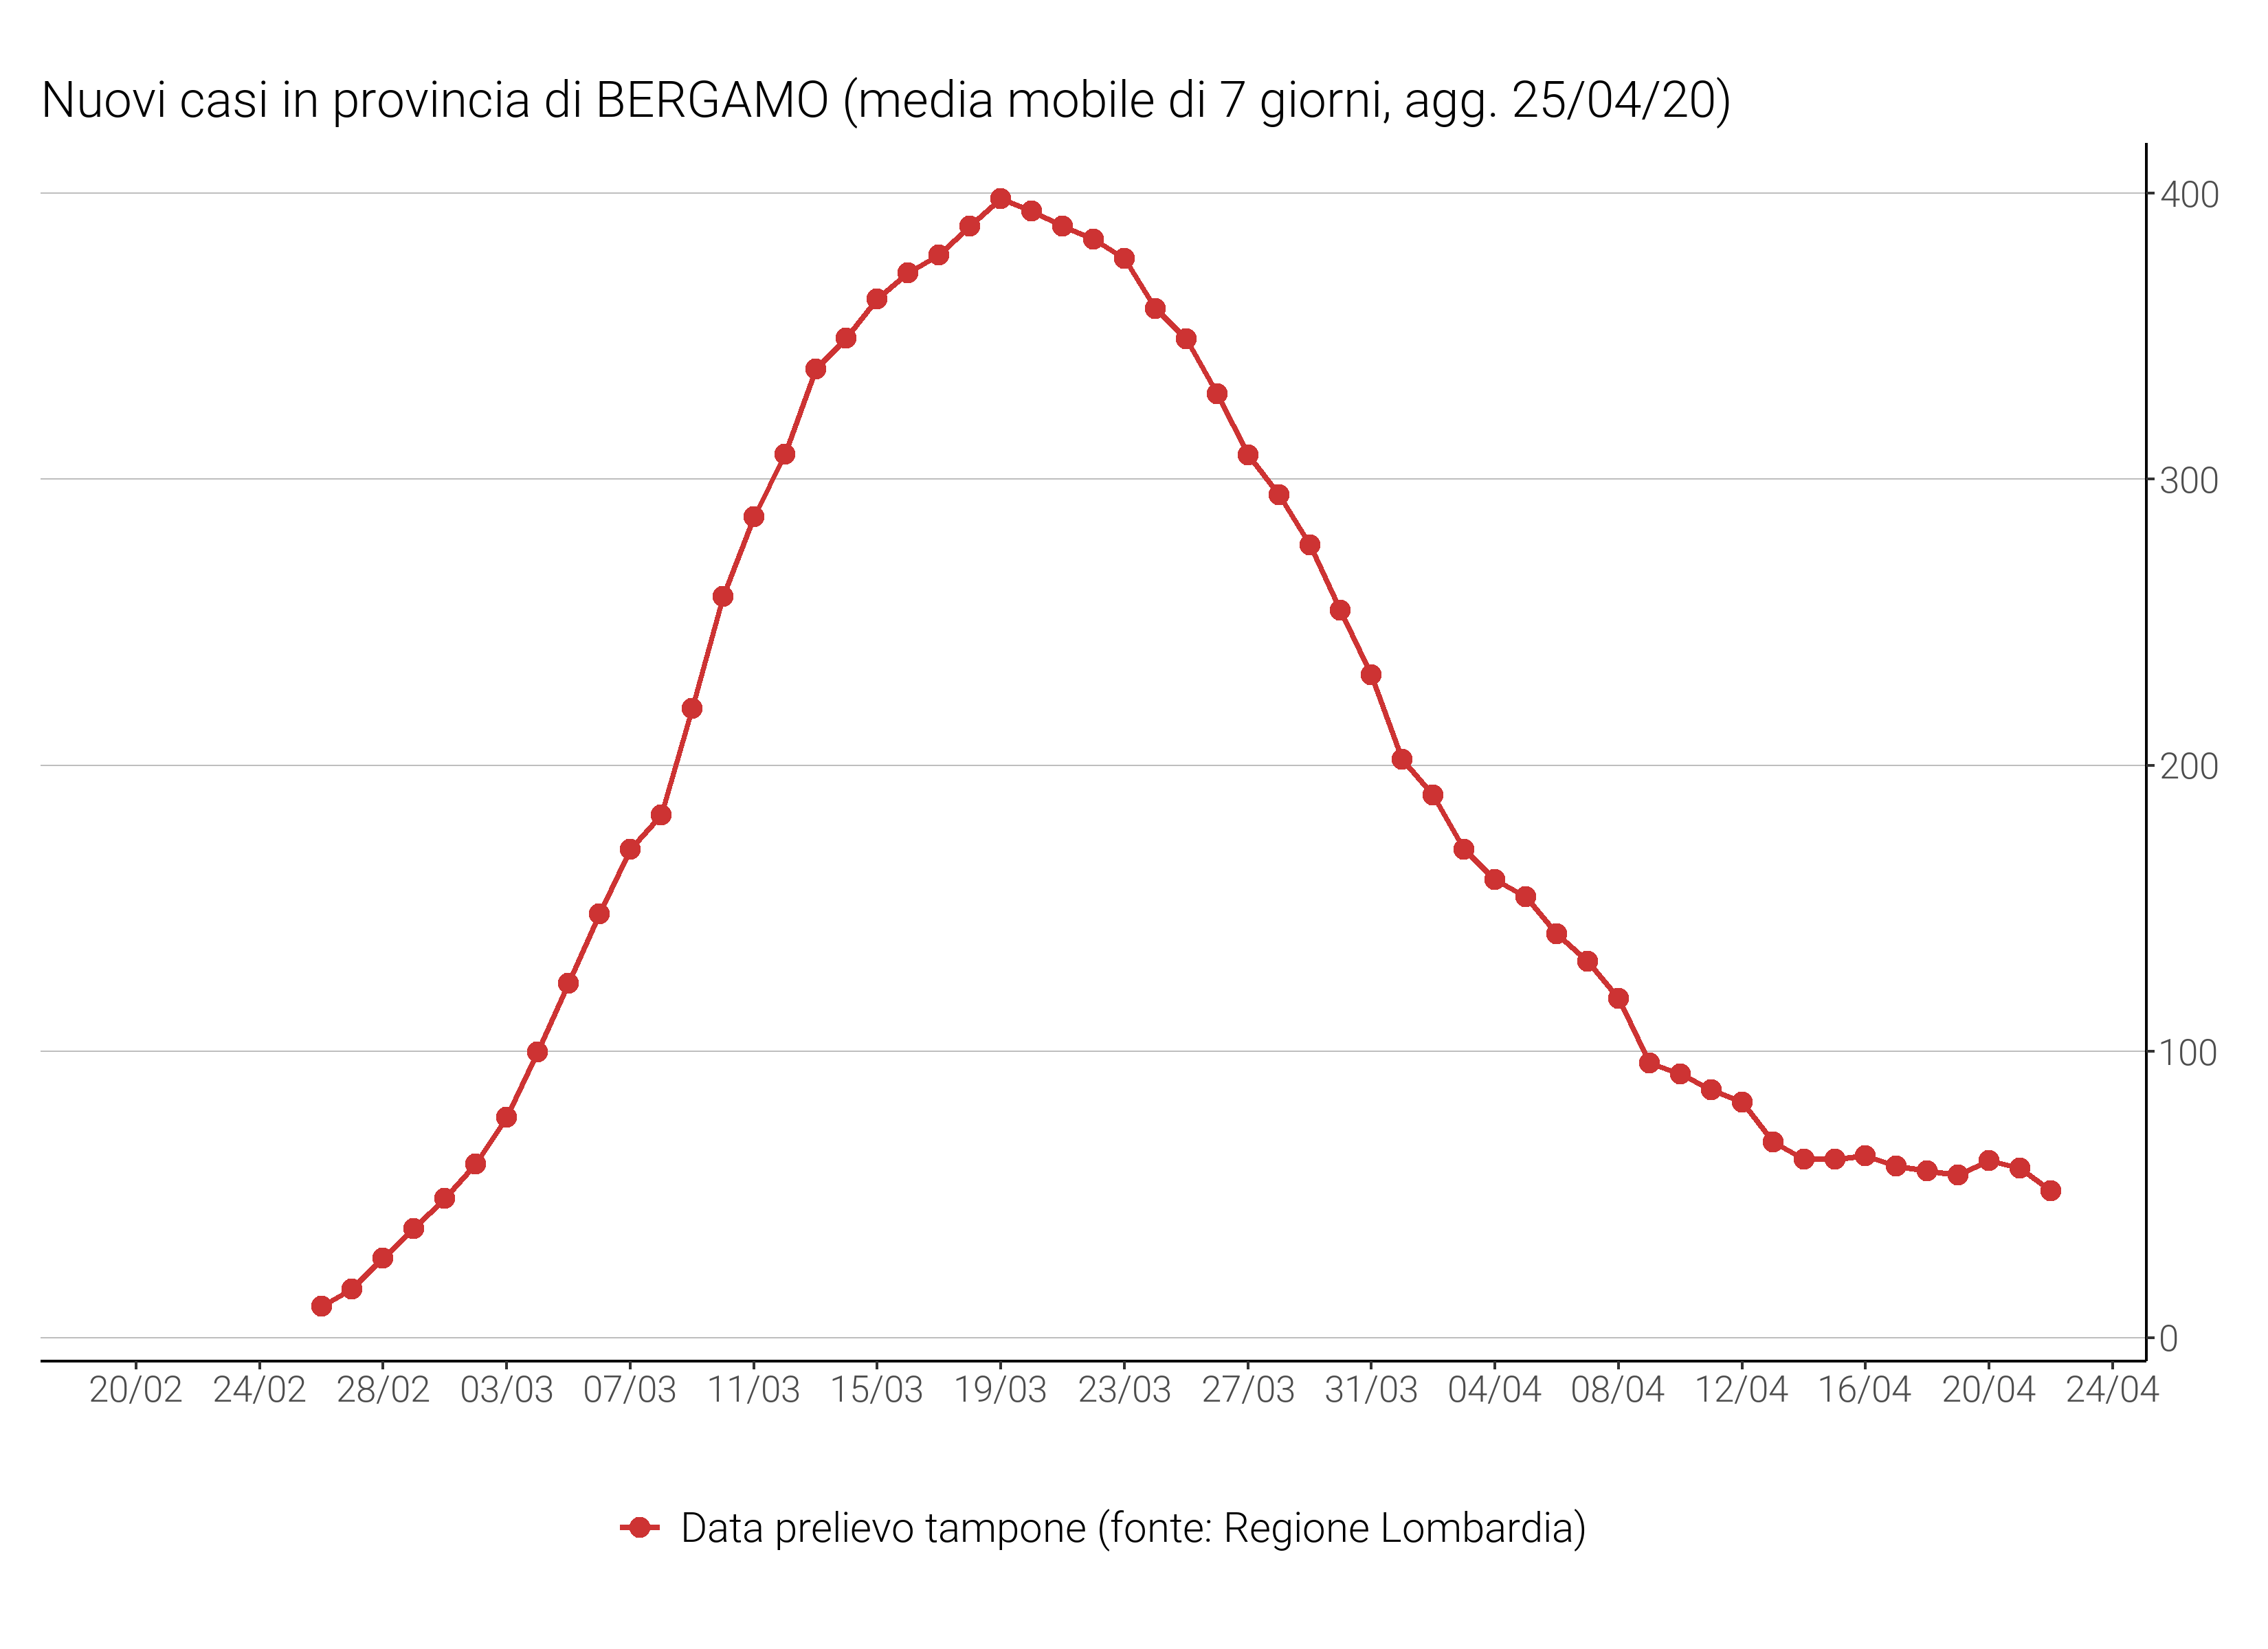 Nuovi casi in provincia di BERGAMO (media mobile di 7 giorni, agg. 25/04/20)
400
300
200
100
0
20/02 24/02 28/02 03/03 07/03 11/03 15/03 19/03 23/03 27/03 31/03 04/04 08/04 12/04 16/04 20/04 24/04
Data prelievo tampone (fonte: Regione Lombardia)